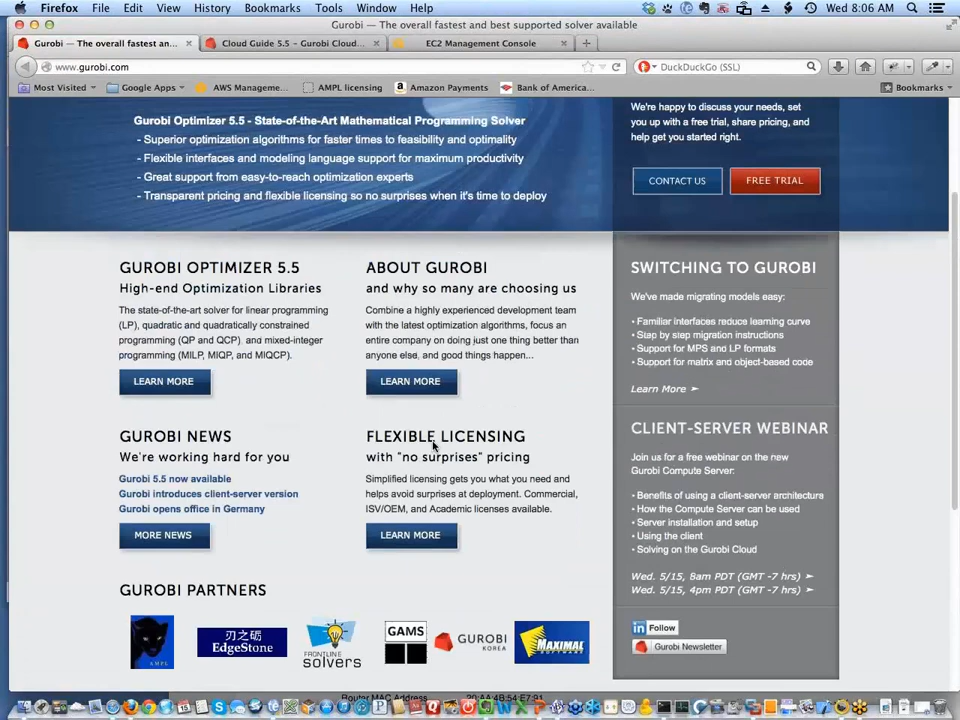 Firefox File Edit View History Bookmarks Tools Window Help Wed 8:06 AM
Gurobi — The overall fastest and best supported solver available
Gurobi — The overall fastest an... Cloud Guide 5.5 - Gurobi Cloud... EC2 Management Console
www.gurobi.com DuckDuckGo (SSL)
Most Visited Google Apps AWS Manageme... AMPL licensing Amazon Payments Bank of America... Bookmarks
Gurobi Optimizer 5.5 - State-of-the-Art Mathematical Programming Solver
- Superior optimization algorithms for faster times to feasibility and optimality
- Flexible interfaces and modeling language support for maximum productivity
- Great support from easy-to-reach optimization experts
- Transparent pricing and flexible licensing so no surprises when it's time to deploy
We're happy to discuss your needs, set
you up with a free trial, share pricing, and
help get you started right.
CONTACT US FREE TRIAL
GUROBI OPTIMIZER 5.5
High-end Optimization Libraries
The state-of-the-art solver for linear programming
(LP), quadratic and quadratically constrained
programming (QP and QCP), and mixed-integer
programming (MILP, MIQP, and MIQCP).
LEARN MORE
ABOUT GUROBI
and why so many are choosing us
Combine a highly experienced development team
with the latest optimization algorithms, focus an
entire company on doing just one thing better than
anyone else, and good things happen...
LEARN MORE
SWITCHING TO GUROBI
We've made migrating models easy:
• Familiar interfaces reduce learning curve
• Step by step migration instructions
• Support for MPS and LP formats
• Support for matrix and object-based code
Learn More ►
GUROBI NEWS
We're working hard for you
Gurobi 5.5 now available
Gurobi introduces client-server version
Gurobi opens office in Germany
MORE NEWS
FLEXIBLE LICENSING
with "no surprises" pricing
Simplified licensing gets you what you need and
helps avoid surprises at deployment. Commercial,
ISV/OEM, and Academic licenses available.
LEARN MORE
CLIENT-SERVER WEBINAR
Join us for a free webinar on the new
Gurobi Compute Server:
• Benefits of using a client-server architecture
• How the Compute Server can be used
• Server installation and setup
• Using the client
• Solving on the Gurobi Cloud
Wed. 5/15, 8am PDT (GMT -7 hrs) ►
Wed. 5/15, 4pm PDT (GMT -7 hrs) ►
in Follow
Gurobi Newsletter
GUROBI PARTNERS
AMPL
刃之砺
EdgeStone
FRONTLINE
solvers
GAMS
GUROBI
KOREA
MAXIMAL
Router MAC Address